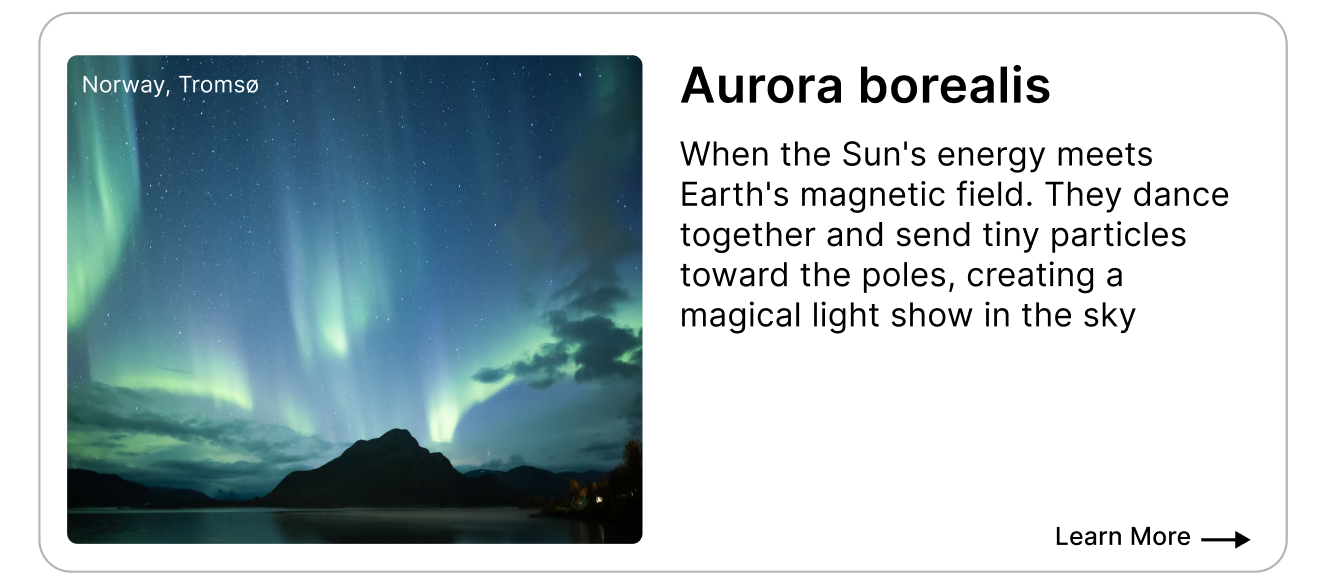 Norway, Tromsø
Aurora borealis
When the Sun's energy meets
Earth's magnetic field. They dance
together and send tiny particles
toward the poles, creating a
magical light show in the sky
Learn More